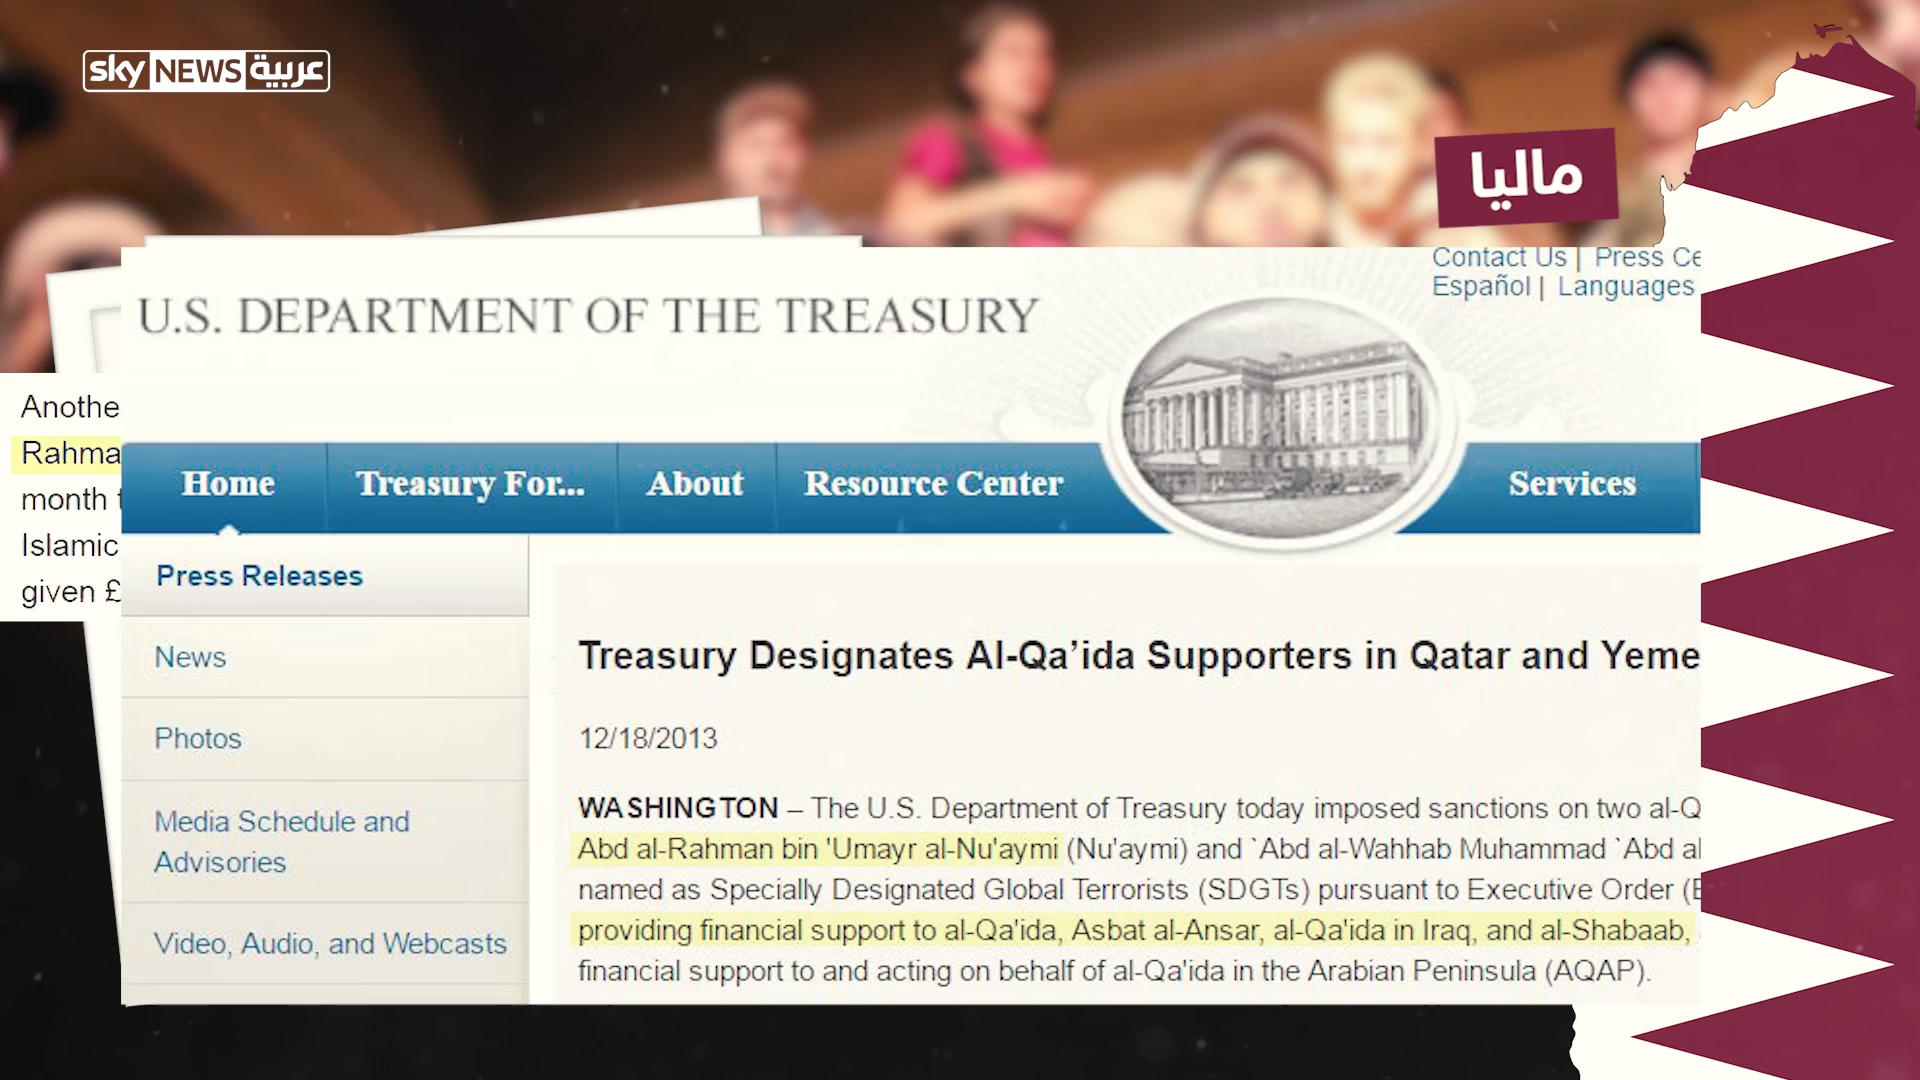 sky NEWS عربية
ماليا
Contact Us | Press
Español | Languages
U.S. DEPARTMENT OF THE TREASURY
Home Treasury For... About Resource Center Services
Anothe
Rahma
month
Islamic
given £
Press Releases
News
Photos
Media Schedule and
Advisories
Video, Audio, and Webcasts
Treasury Designates Al-Qa’ida Supporters in Qatar and Yeme
12/18/2013
WASHINGTON – The U.S. Department of Treasury today imposed sanctions on two al-Q
Abd al-Rahman bin 'Umayr al-Nu'aymi (Nu'aymi) and `Abd al-Wahhab Muhammad `Abd al
named as Specially Designated Global Terrorists (SDGTs) pursuant to Executive Order (E
providing financial support to al-Qa'ida, Asbat al-Ansar, al-Qa'ida in Iraq, and al-Shabaab,
financial support to and acting on behalf of al-Qa'ida in the Arabian Peninsula (AQAP).